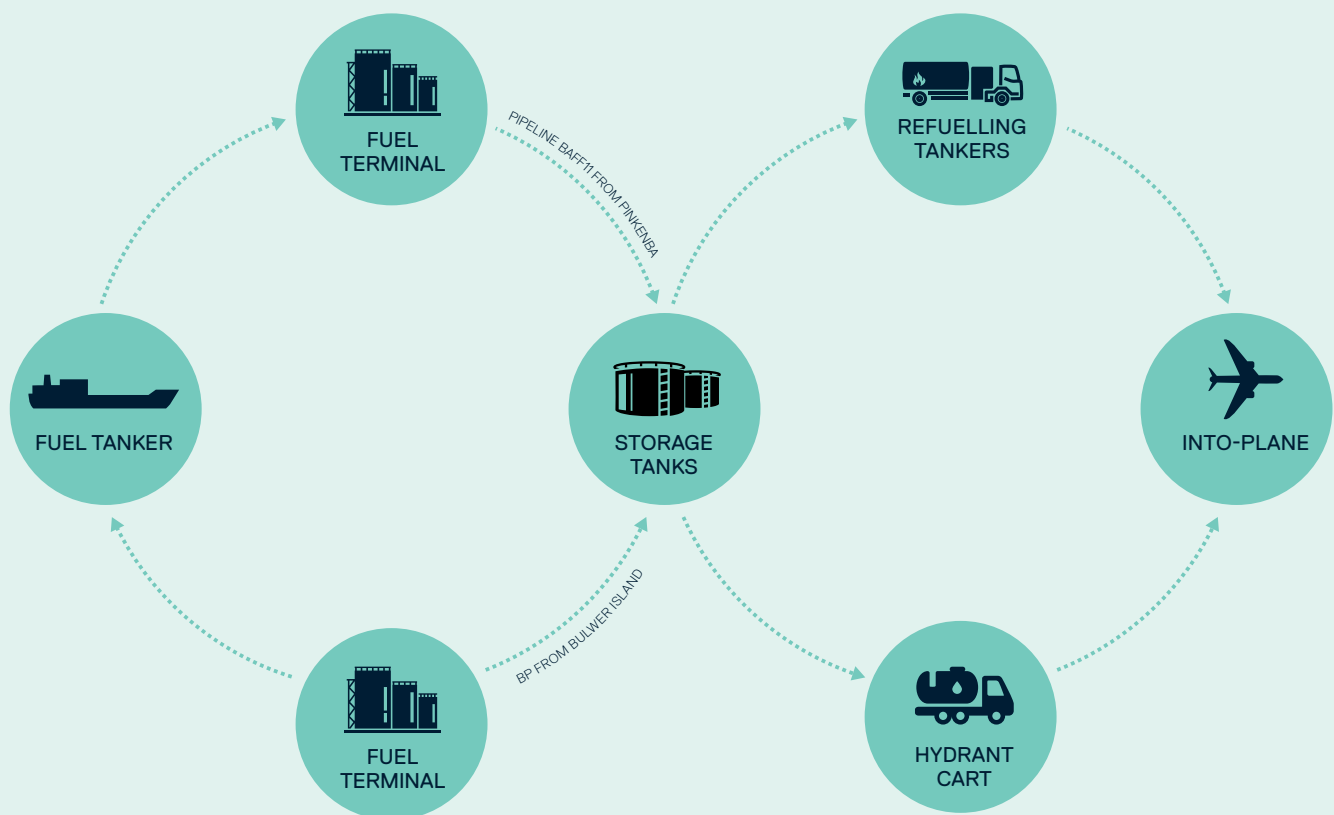 FUEL
TERMINAL
PIPELINE BAFF11 FROM PINKENBA
REFUELLING
TANKERS
FUEL TANKER
STORAGE
TANKS
INTO-PLANE
BP FROM BULWER ISLAND
FUEL
TERMINAL
HYDRANT
CART